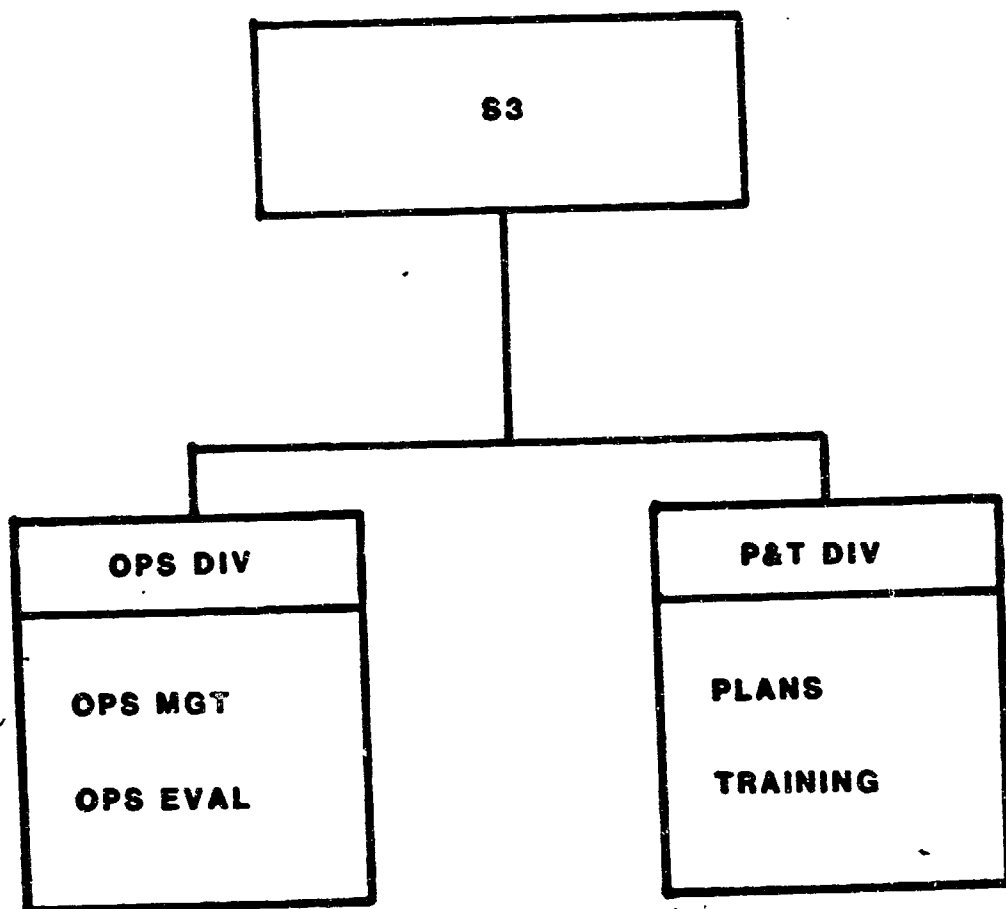 S3
OPS DIV
OPS MGT
OPS EVAL
P&T DIV
PLANS
TRAINING